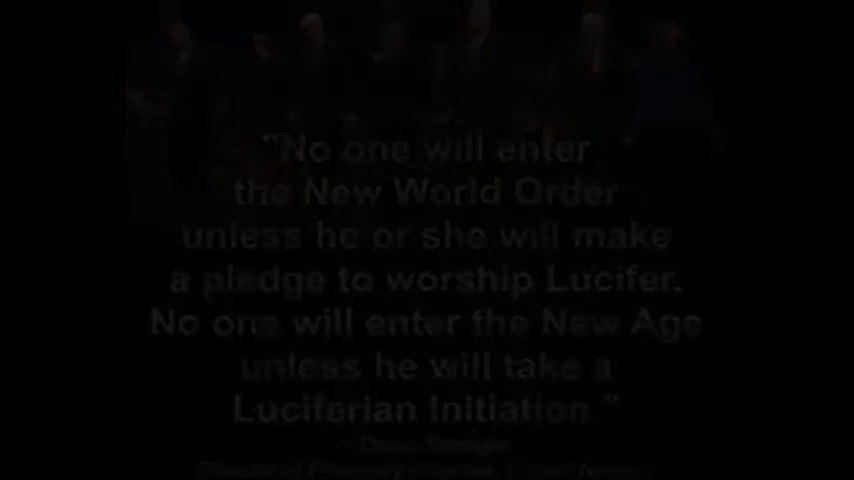 "No one will enter
the New World Order
unless he or she will make
a pledge to worship Lucifer.
No one will enter the New Age
unless he will take a
Luciferian Initiation."